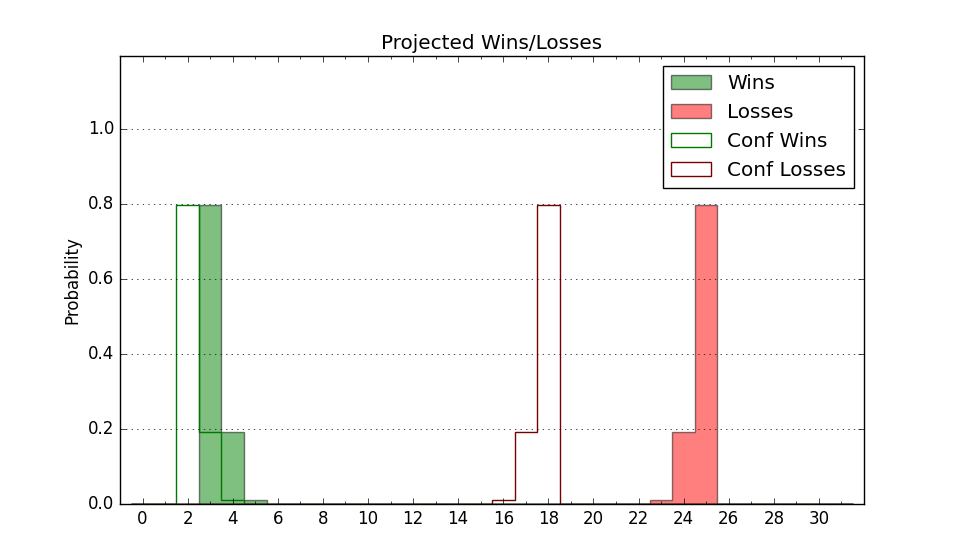 Projected Wins/Losses
Wins
Losses
Conf Wins
Conf Losses
1.0
0.8
0.6
0.4
0.2
0.0
Probability
0 2 4 6 8 10 12 14 16 18 20 22 24 26 28 30